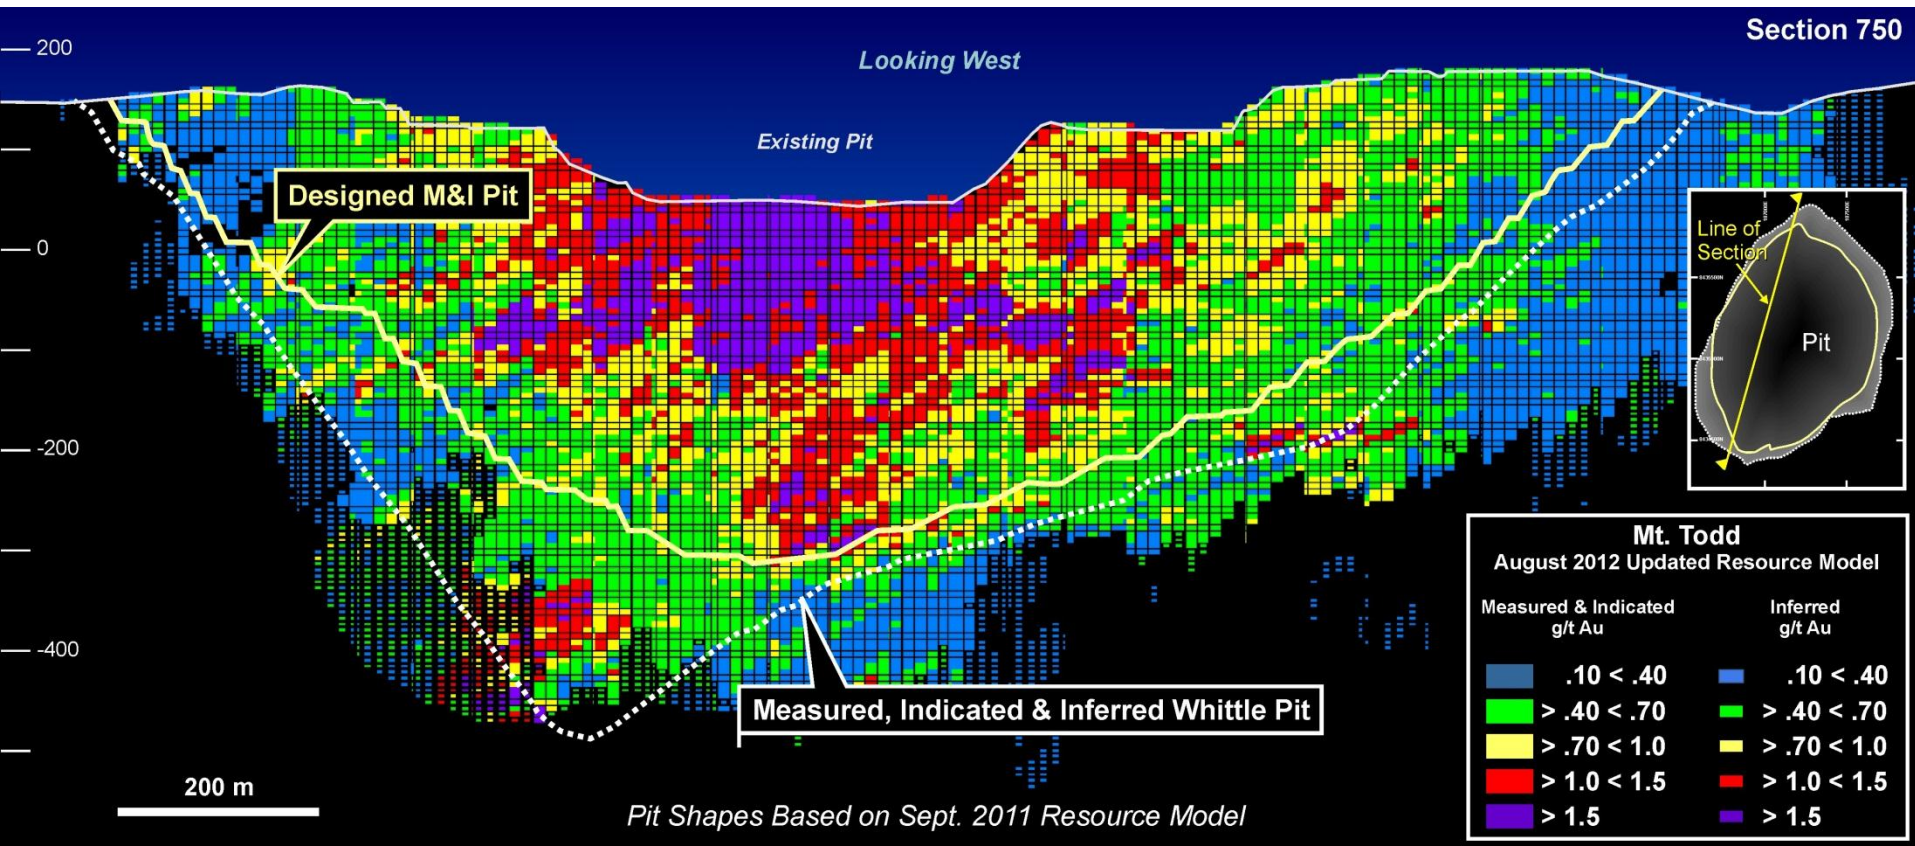 Section 750
Looking West
200
Existing Pit
Designed M&I Pit
0
Line of
Section
Pit
-200
-400
Measured, Indicated & Inferred Whittle Pit
200 m
Pit Shapes Based on Sept. 2011 Resource Model
Mt. Todd
August 2012 Updated Resource Model
Measured & Indicated
g/t Au
Inferred
g/t Au
.10 < .40
.10 < .40
> .40 < .70
> .40 < .70
> .70 < 1.0
> .70 < 1.0
> 1.0 < 1.5
> 1.0 < 1.5
> 1.5
> 1.5